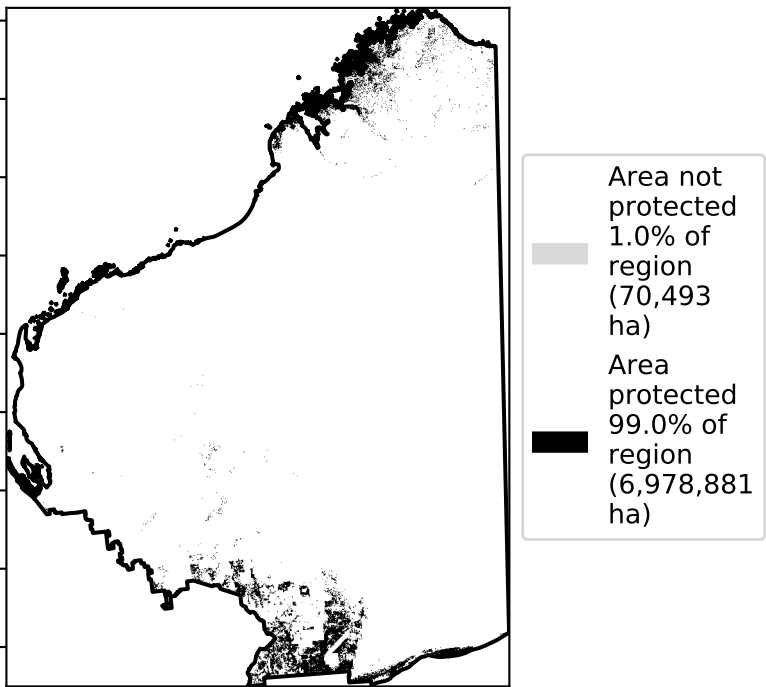 Area not
protected
1.0% of
region
(70,493
ha)
Area
protected
99.0% of
region
(6,978,881
ha)